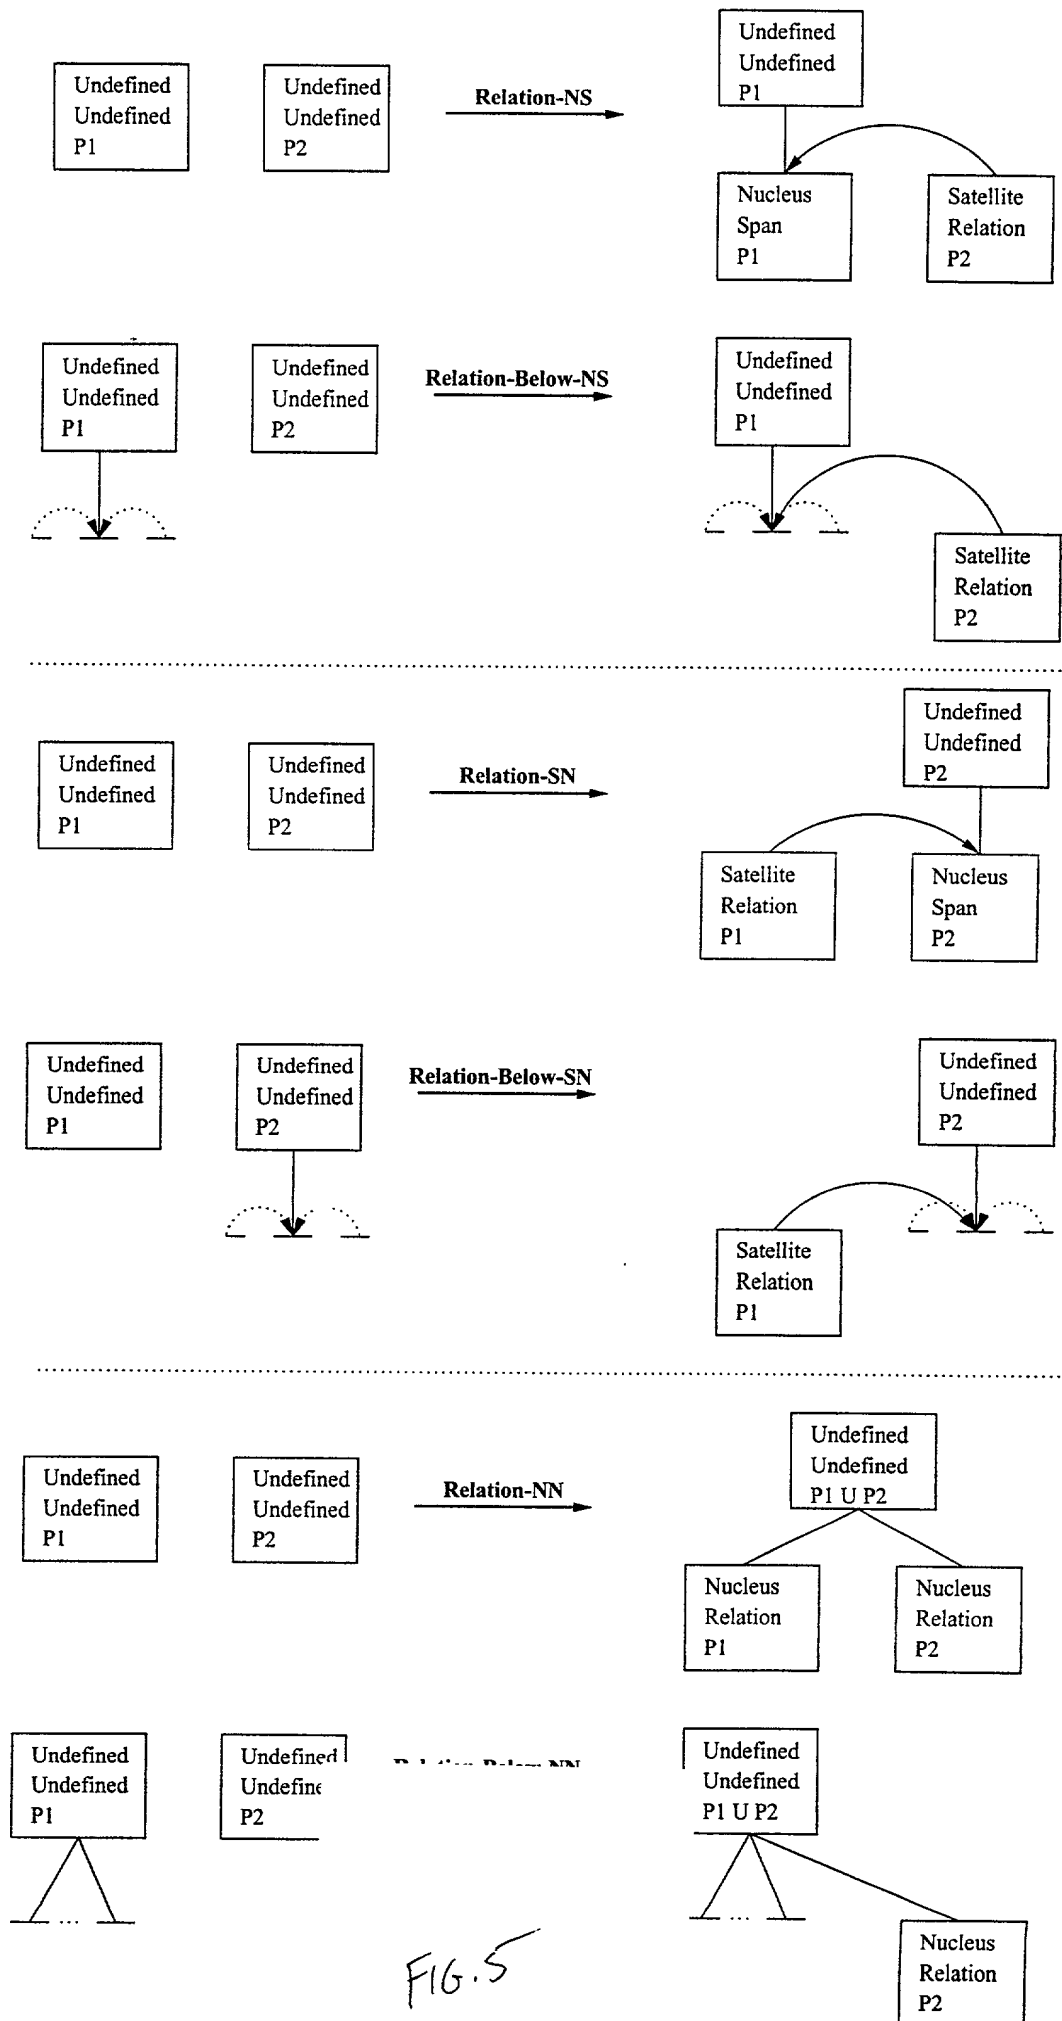 Undefined
Undefined
P1
Undefined
Undefined
P2
Relation-NS
Undefined
Undefined
P1
Nucleus
Span
P1
Satellite
Relation
P2
Undefined
Undefined
P1
Undefined
Undefined
P2
Relation-Below-NS
Undefined
Undefined
P1
Satellite
Relation
P2
Undefined
Undefined
P1
Undefined
Undefined
P2
Relation-SN
Undefined
Undefined
P2
Satellite
Relation
P1
Nucleus
Span
P2
Undefined
Undefined
P1
Undefined
Undefined
P2
Relation-Below-SN
Undefined
Undefined
P2
Satellite
Relation
P1
Undefined
Undefined
P1
Undefined
Undefined
P2
Relation-NN
Undefined
Undefined
P1 U P2
Nucleus
Relation
P1
Nucleus
Relation
P2
Undefined
Undefined
P1
Undefined
Undefine
P2
Undefined
Undefined
P1 U P2
Nucleus
Relation
P2
FIG.5